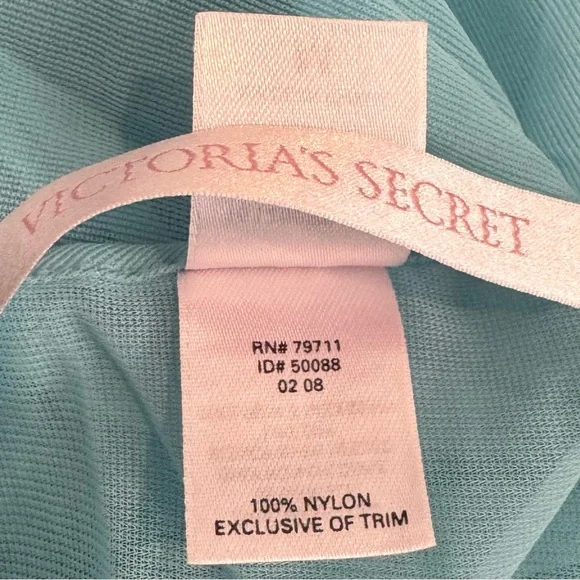 VICTORIA'S SECRET
RN# 79711
ID# 50088
02 08
100% NYLON
EXCLUSIVE OF TRIM